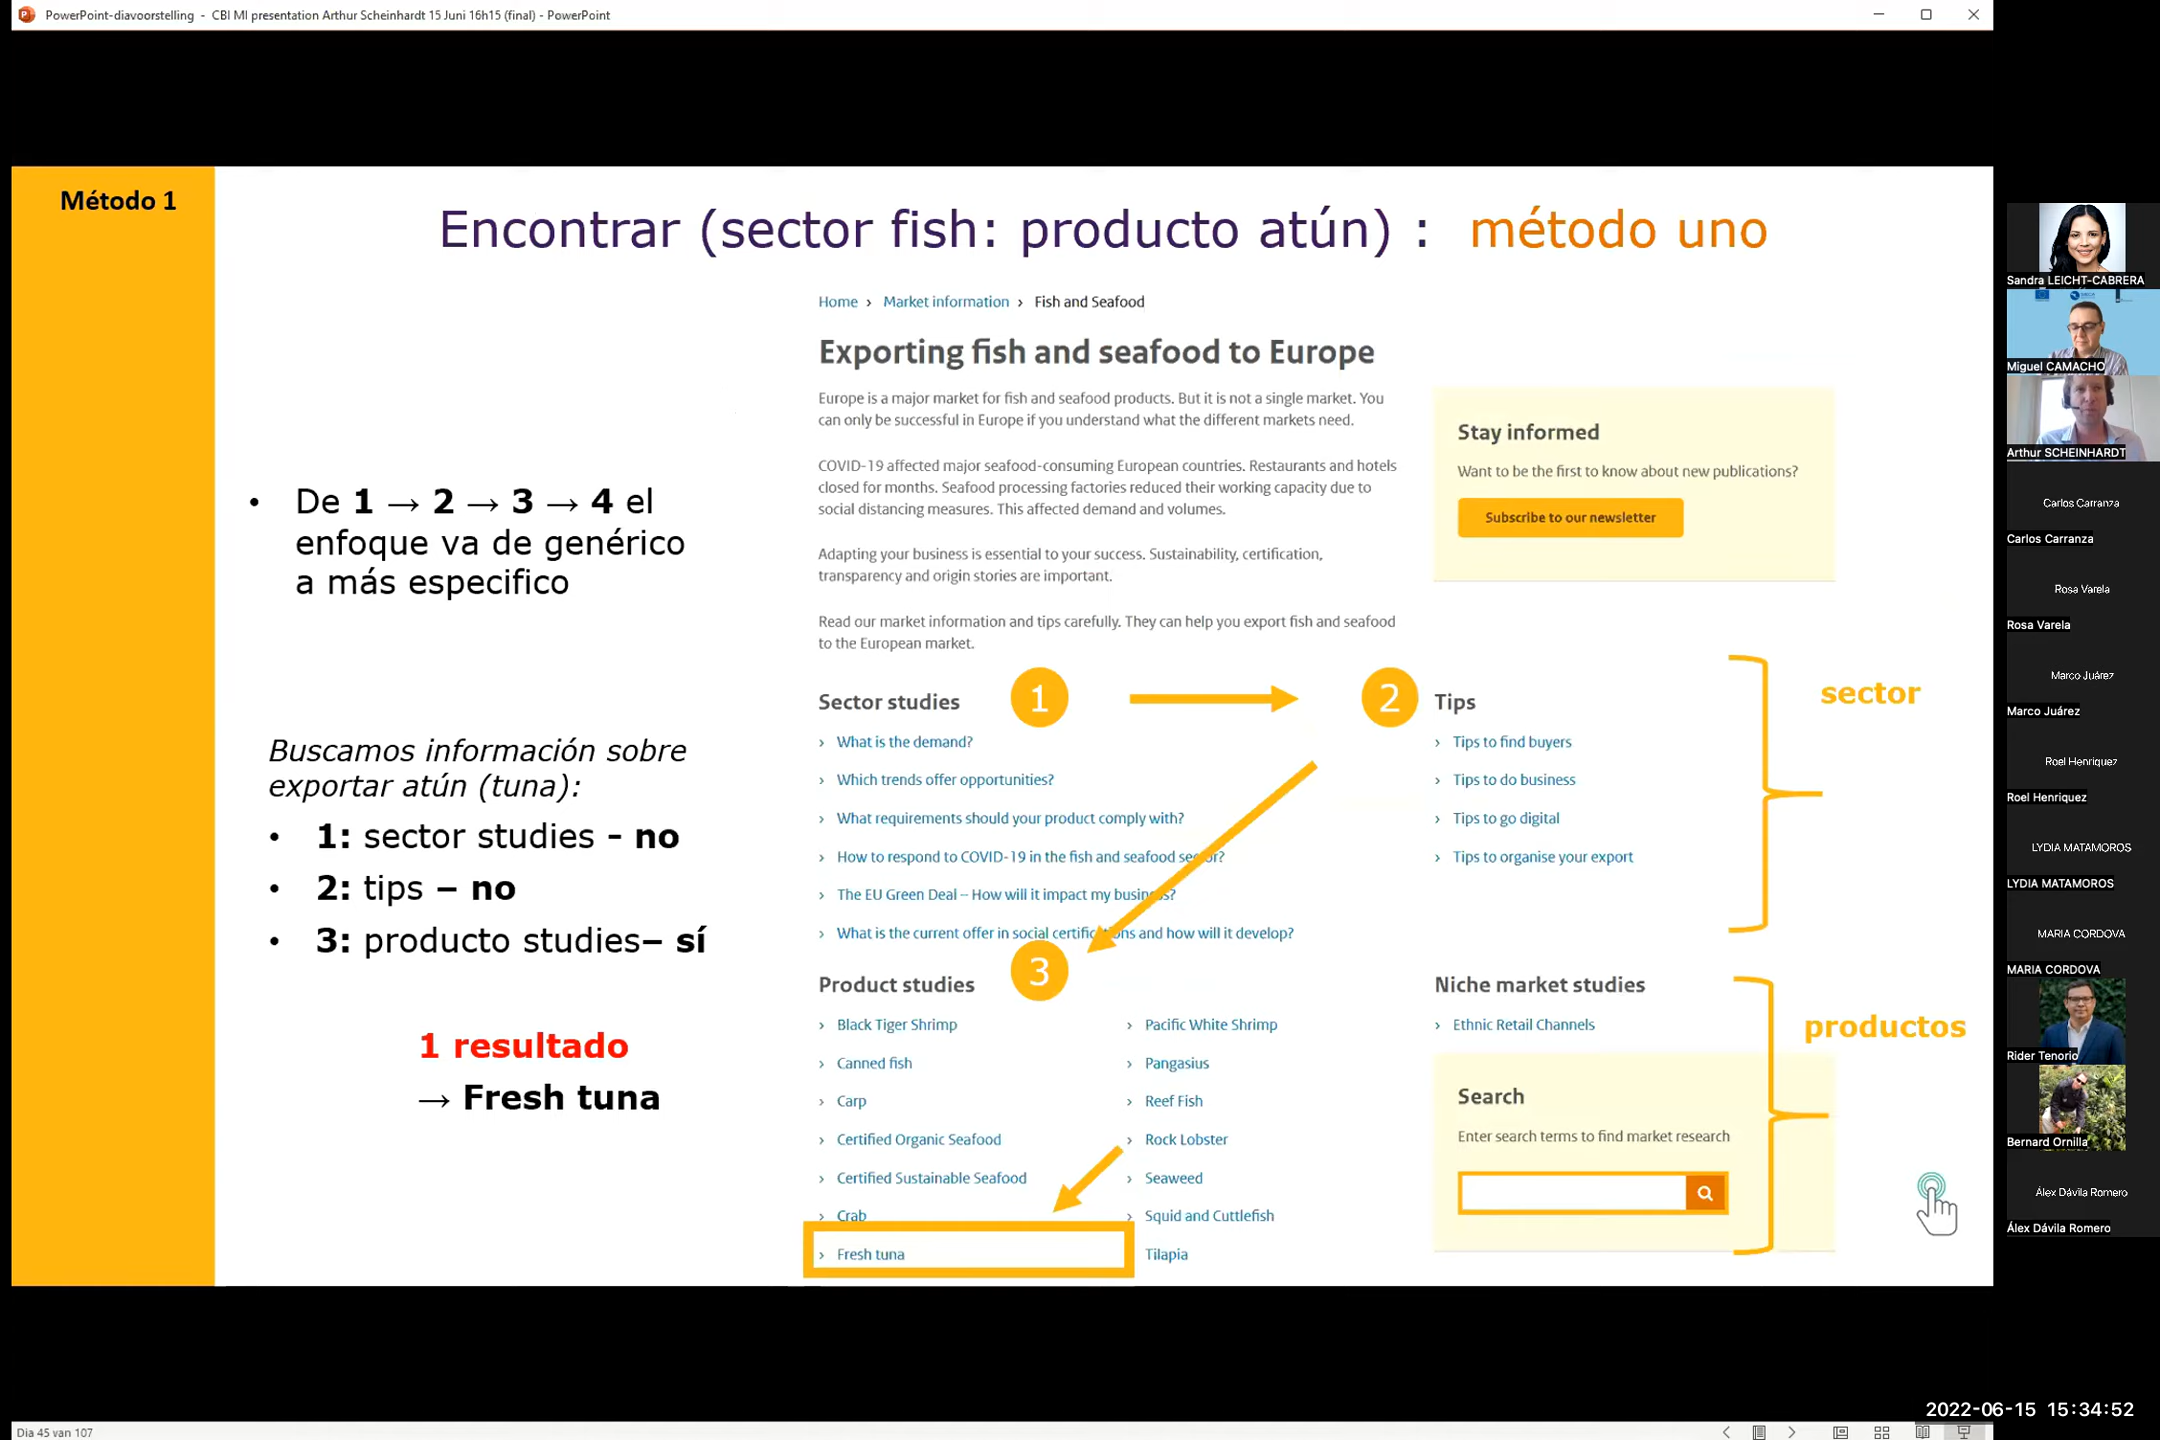 PowerPoint-diavoorstelling - CBI MI presentation Arthur Scheinhardt 15 Juni 16h15 (final) - PowerPoint
Método 1
Encontrar (sector fish: producto atún) : método uno
• De 1 → 2 → 3 → 4 el
enfoque va de genérico
a más especifico
Buscamos información sobre
exportar atún (tuna):
• 1: sector studies - no
• 2: tips – no
• 3: producto studies– sí
1 resultado
→ Fresh tuna
Home › Market information › Fish and Seafood
Exporting fish and seafood to Europe
Europe is a major market for fish and seafood products. But it is not a single market. You
can only be successful in Europe if you understand what the different markets need.
COVID-19 affected major seafood-consuming European countries. Restaurants and hotels
closed for months. Seafood processing factories reduced their working capacity due to
social distancing measures. This affected demand and volumes.
Adapting your business is essential to your success. Sustainability, certification,
transparency and origin stories are important.
Read our market information and tips carefully. They can help you export fish and seafood
to the European market.
Stay informed
Want to be the first to know about new publications?
Subscribe to our newsletter
Sector studies
1
› What is the demand?
› Which trends offer opportunities?
› What requirements should your product comply with?
› How to respond to COVID-19 in the fish and seafood sector?
› The EU Green Deal – How will it impact my business?
› What is the current offer in social certifications and how will it develop?
2
Tips
› Tips to find buyers
› Tips to do business
› Tips to go digital
› Tips to organise your export
sector
3
Product studies
› Black Tiger Shrimp
› Canned fish
› Carp
› Certified Organic Seafood
› Certified Sustainable Seafood
› Crab
› Fresh tuna
› Pacific White Shrimp
› Pangasius
› Reef Fish
› Rock Lobster
› Seaweed
› Squid and Cuttlefish
Tilapia
Niche market studies
› Ethnic Retail Channels
Search
Enter search terms to find market research
productos
Sandra LEICHT-CABRERA
Miguel CAMACHO
Arthur SCHEINHARDT
Carlos Carranza
Carlos Carranza
Rosa Varela
Rosa Varela
Marco Juárez
Marco Juárez
Roel Henriquez
Roel Henriquez
LYDIA MATAMOROS
LYDIA MATAMOROS
MARIA CORDOVA
MARIA CORDOVA
Rider Tenorio
Bernard Ornilla
Álex Dávila Romero
Álex Dávila Romero
2022-06-15 15:34:52
Dia 45 van 107